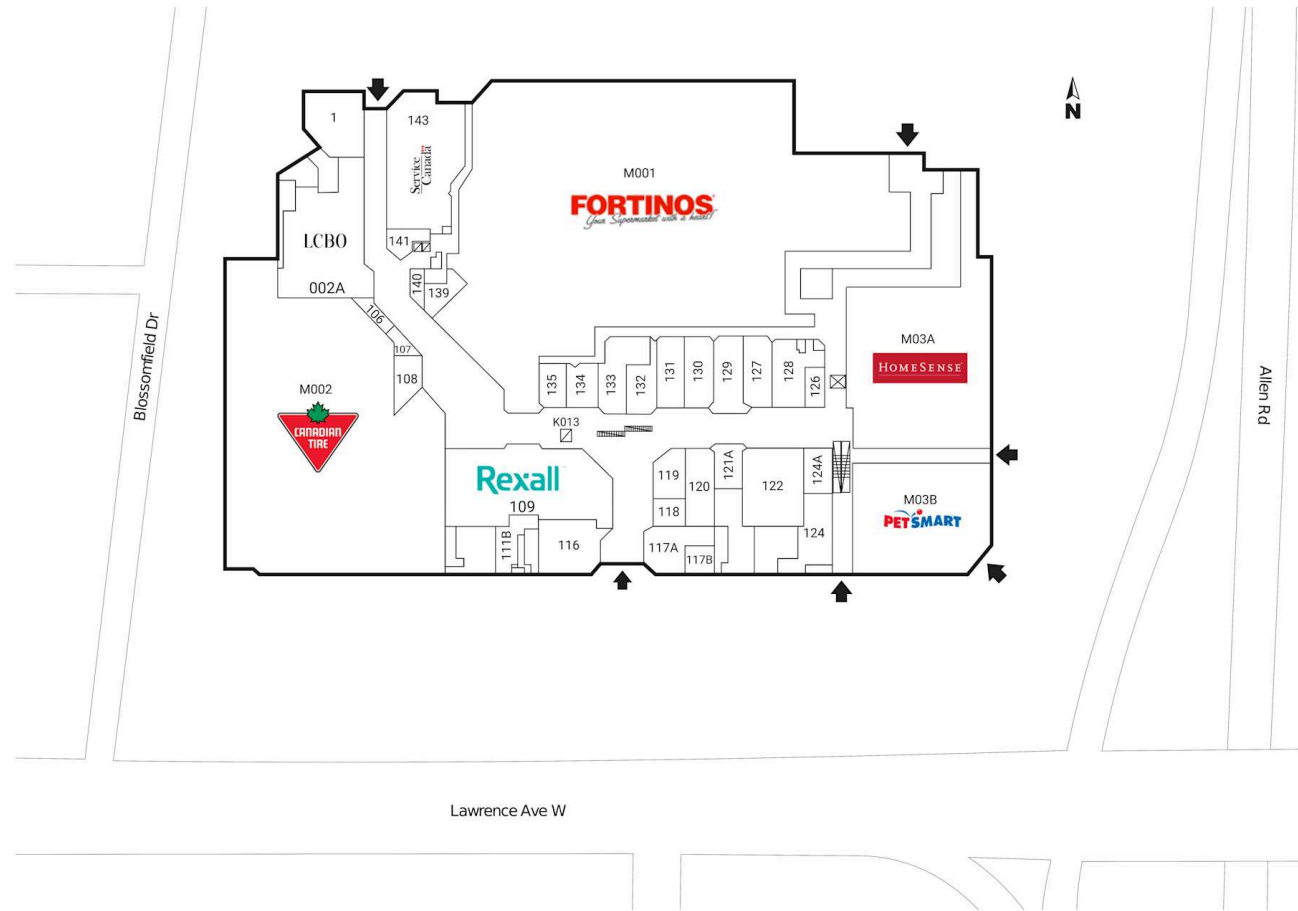 N
1
143
Service
Canada
M001
FORTINOS
Your Supermarket with a heart!
LCBO
141
002A
140
139
106
107
108
M002
CANADIAN
TIRE
M03A
HOMESENSE
135
134
133
132
131
130
129
127
128
126
K013
Rexall
109
111B
116
119
118
120
121A
122
124A
124
117A
117B
M03B
PETSMART
Blossomfield Dr
Allen Rd
Lawrence Ave W